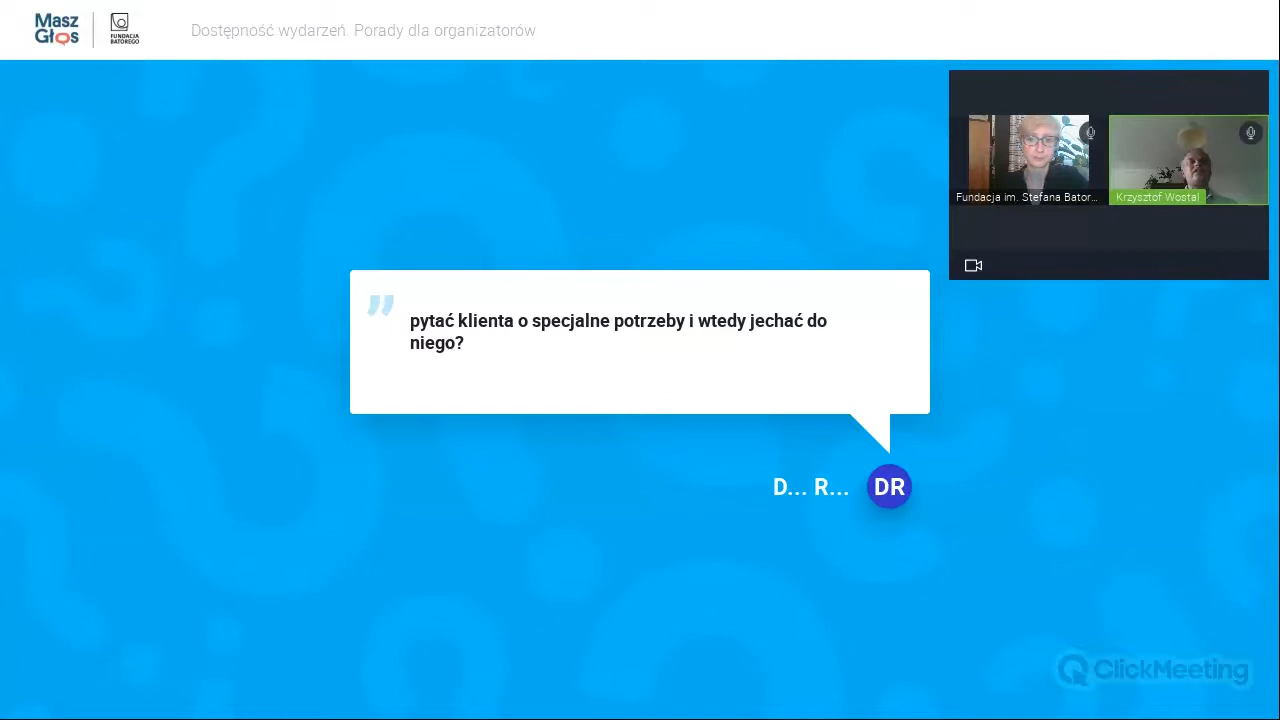 Masz
Głos
FUNDACJA
BATOREGO
Dostępność wydarzeń. Porady dla organizatorów
Fundacja im. Stefana Bator...
Krzysztof Wostal
pytać klienta o specjalne potrzeby i wtedy jechać do
niego?
D... R...
DR
ClickMeeting